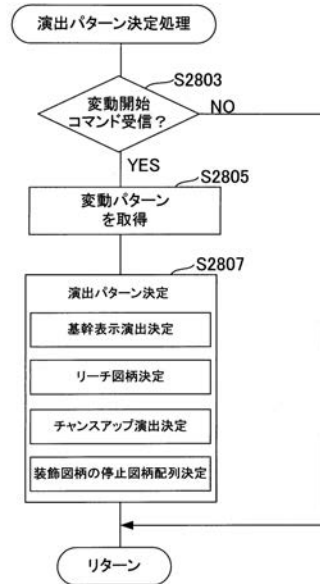 演出パターン決定処理
S2803
変動開始
コマンド受信？
NO
YES
S2805
変動パターン
を取得
S2807
演出パターン決定
基幹表示演出決定
リーチ図柄決定
チャンスアップ演出決定
装飾図柄の停止図柄配列決定
リターン